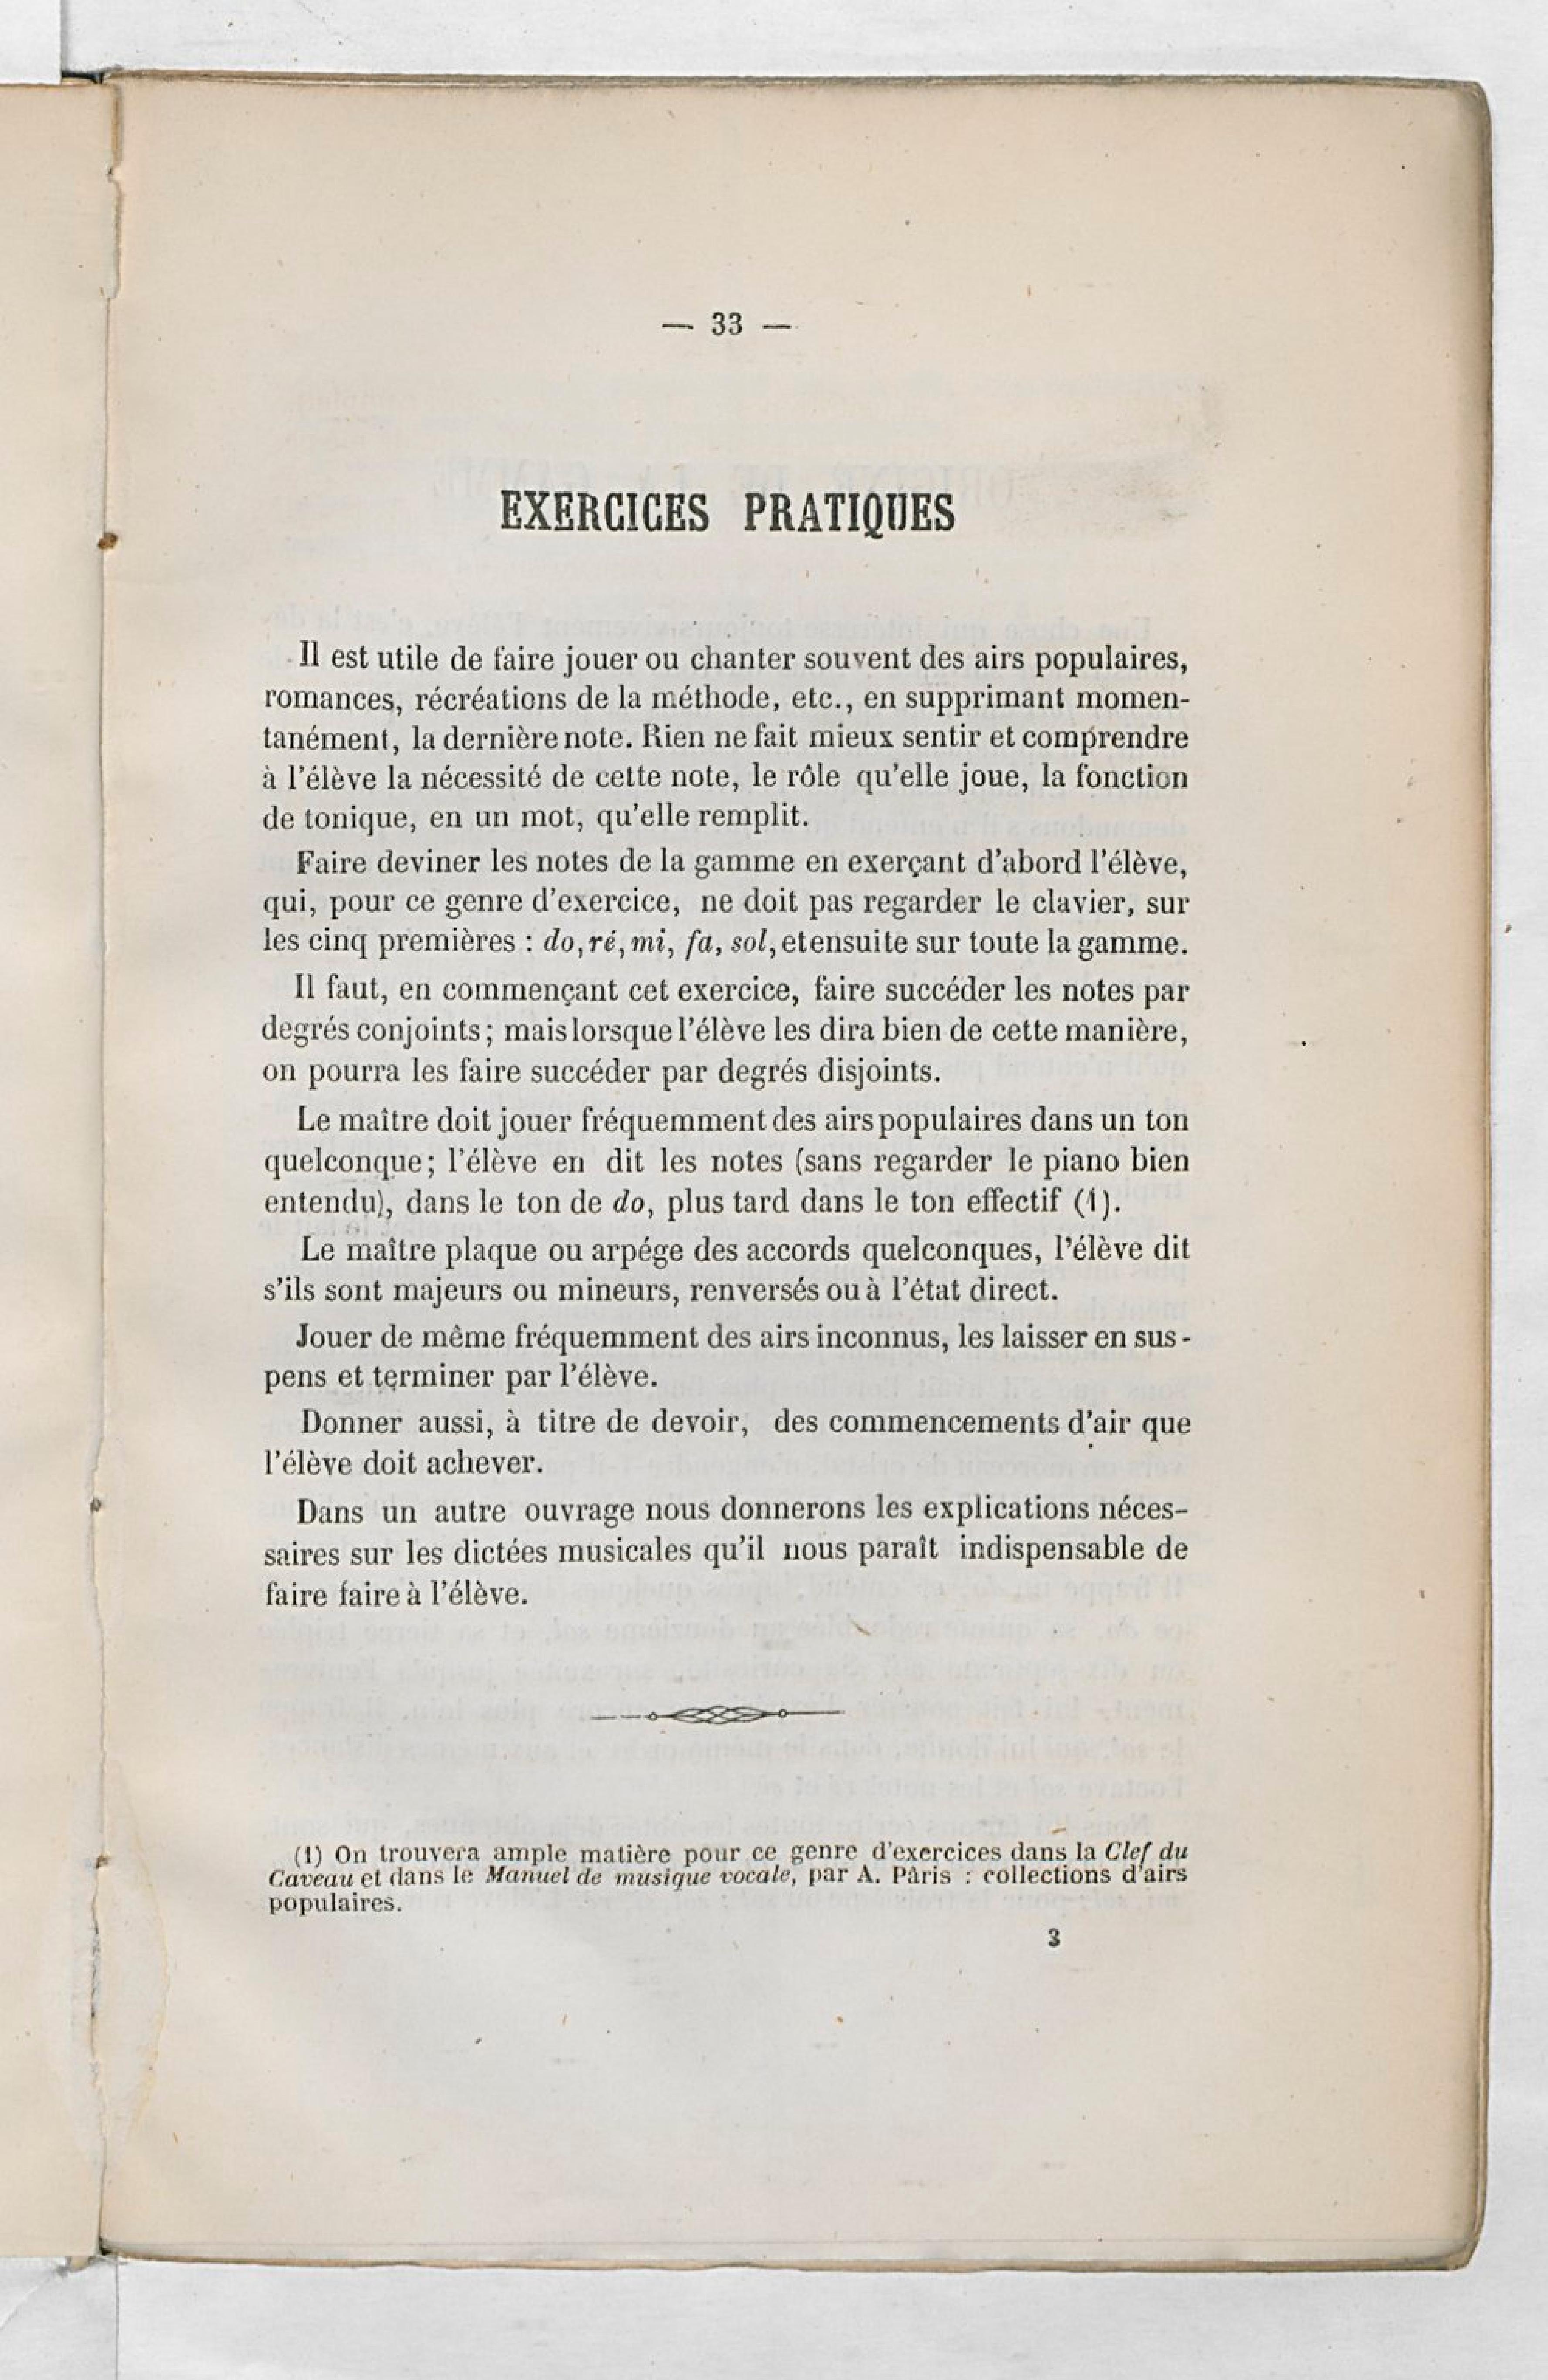 — 33 —
EXERCICES PRATIQUES
Il est utile de faire jouer ou chanter souvent des airs populaires,
romances, récréations de la méthode, etc., en supprimant momen-
tanément, la dernière note. Rien ne fait mieux sentir et comprendre
à l'élève la nécessité de cette note, le rôle qu'elle joue, la fonction
de tonique, en un mot, qu'elle remplit.
Faire deviner les notes de la gamme en exerçant d'abord l'élève,
qui, pour ce genre d'exercice, ne doit pas regarder le clavier, sur
les cinq premières : do, ré, mi, fa, sol, et ensuite sur toute la gamme.
Il faut, en commençant cet exercice, faire succéder les notes par
degrés conjoints ; mais lorsque l'élève les dira bien de cette manière,
on pourra les faire succéder par degrés disjoints.
Le maître doit jouer fréquemment des airs populaires dans un ton
quelconque; l'élève en dit les notes (sans regarder le piano bien
entendu), dans le ton de do, plus tard dans le ton effectif (1).
Le maître plaque ou arpége des accords quelconques, l'élève dit
s'ils sont majeurs ou mineurs, renversés ou à l'état direct.
Jouer de même fréquemment des airs inconnus, les laisser en sus-
pens et terminer par l'élève.
Donner aussi, à titre de devoir, des commencements d'air que
l'élève doit achever.
Dans un autre ouvrage nous donnerons les explications néces-
saires sur les dictées musicales qu'il nous paraît indispensable de
faire faire à l'élève.
(1) On trouvera ample matière pour ce genre d'exercices dans la Clef du
Caveau et dans le Manuel de musique vocale, par A. Pâris : collections d'airs
populaires.
3